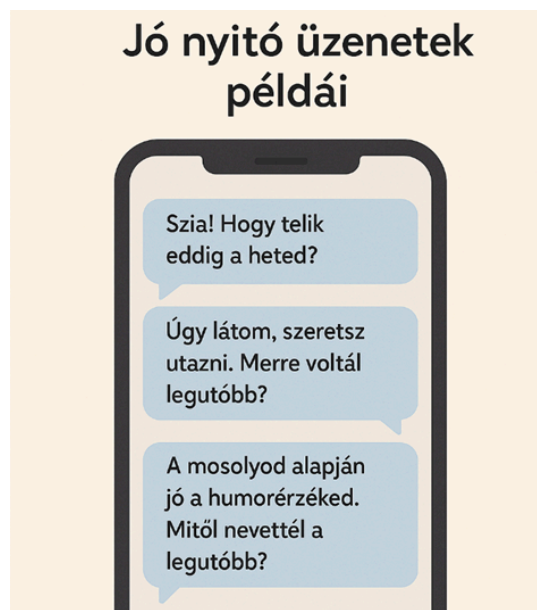 Jó nyitó üzenetek
példái
Szia! Hogy telik
eddig a heted?
Úgy látom, szeretsz
utazni. Merre voltál
legutóbb?
A mosolyod alapján
jó a humorérzéked.
Mitől nevettél a
legutóbb?